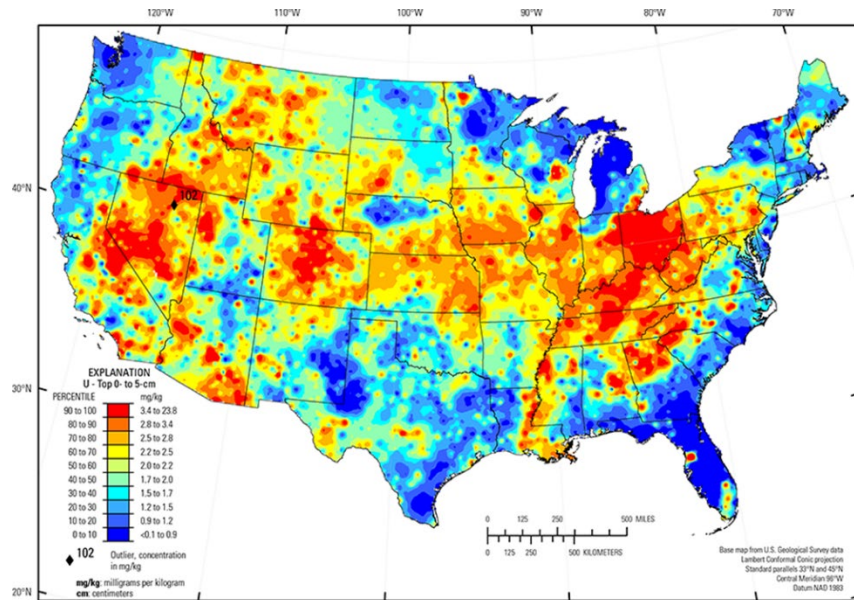 120°W 110°W 100°W 90°W 80°W 70°W
40°N 40°N
102
30°N 30°N
EXPLANATION
U - Top 0- to 5-cm
PERCENTILE mg/kg
90 to 100 3.4 to 23.8
80 to 90 2.8 to 3.4
70 to 80 2.5 to 2.8
60 to 70 2.2 to 2.5
50 to 60 2.0 to 2.2
40 to 50 1.7 to 2.0
30 to 40 1.5 to 1.7
20 to 30 1.2 to 1.5
10 to 20 0.9 to 1.2
0 to 10 <0.1 to 0.9
102 Outlier, concentration
in mg/kg
mg/kg: milligrams per kilogram
cm: centimeters
0 125 250 500 MILES
0 125 250 500 KILOMETERS
Base map from U.S. Geological Survey data
Lambert Conformal Conic projection
Standard parallels 33°N and 45°N
Central Meridian 96°W
Datum NAD 1983
20°N 20°N